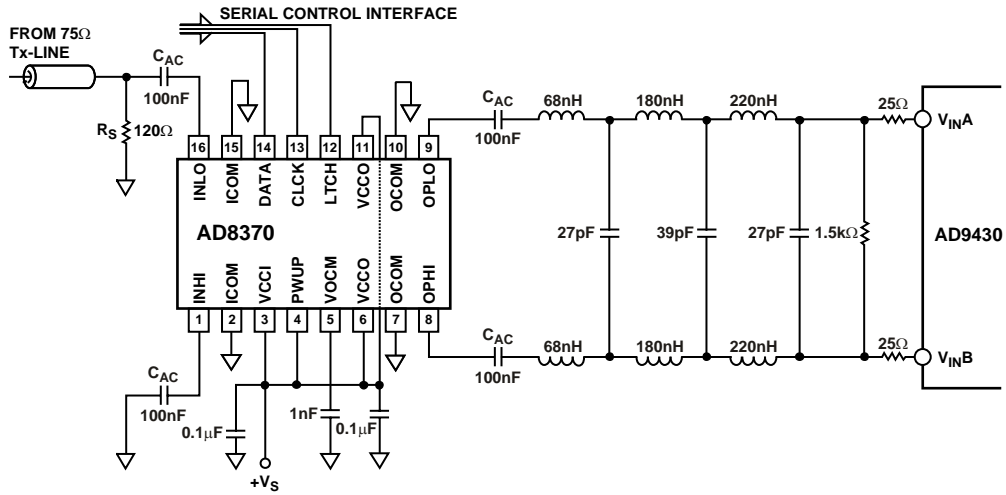 SERIAL CONTROL INTERFACE
FROM 75Ω
Tx-LINE
CAC
100nF
RS 120Ω
16 15 14 13 12 11 10 9
INLO ICOM DATA CLCK LTCH VCCO OCOM OPLO
AD8370
INHI ICOM VCCI PWUP VOCM VCCO OCOM OPHI
1 2 3 4 5 6 7 8
CAC
100nF
0.1μF
1nF
0.1μF
+VS
CAC
100nF
68nH 180nH 220nH
25Ω
VINA
27pF 39pF 27pF 1.5kΩ
AD9430
CAC
100nF
68nH 180nH 220nH
25Ω
VINB